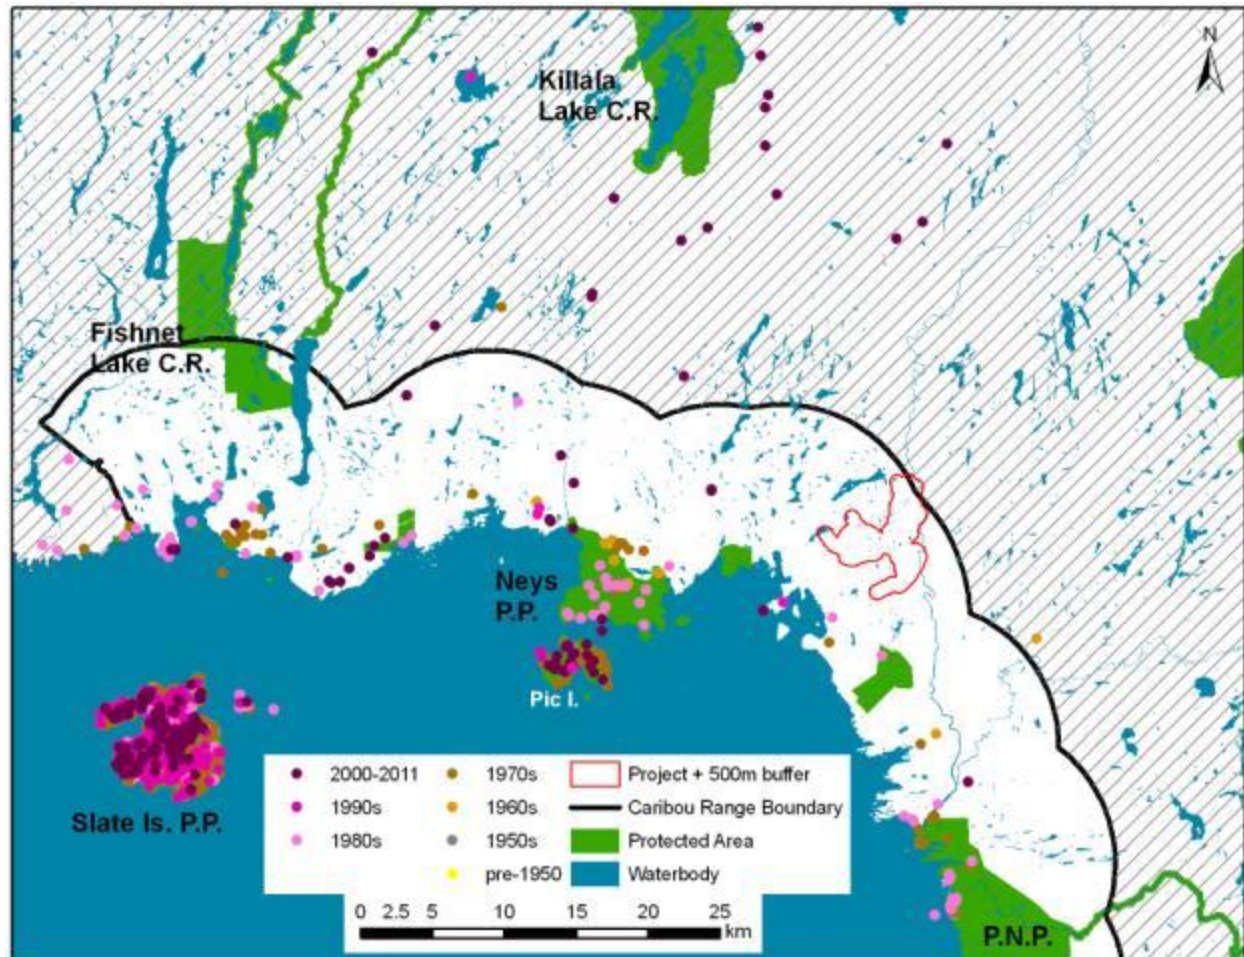 N
Killala
Lake C.R.
Fishnet
Lake C.R.
Neys
P.P.
Pic I.
Slate Is. P.P.
2000-2011
1990s
1980s
1970s
1960s
1950s
pre-1950
Project + 500m buffer
Caribou Range Boundary
Protected Area
Waterbody
0 2.5 5 10 15 20 25
km
P.N.P.